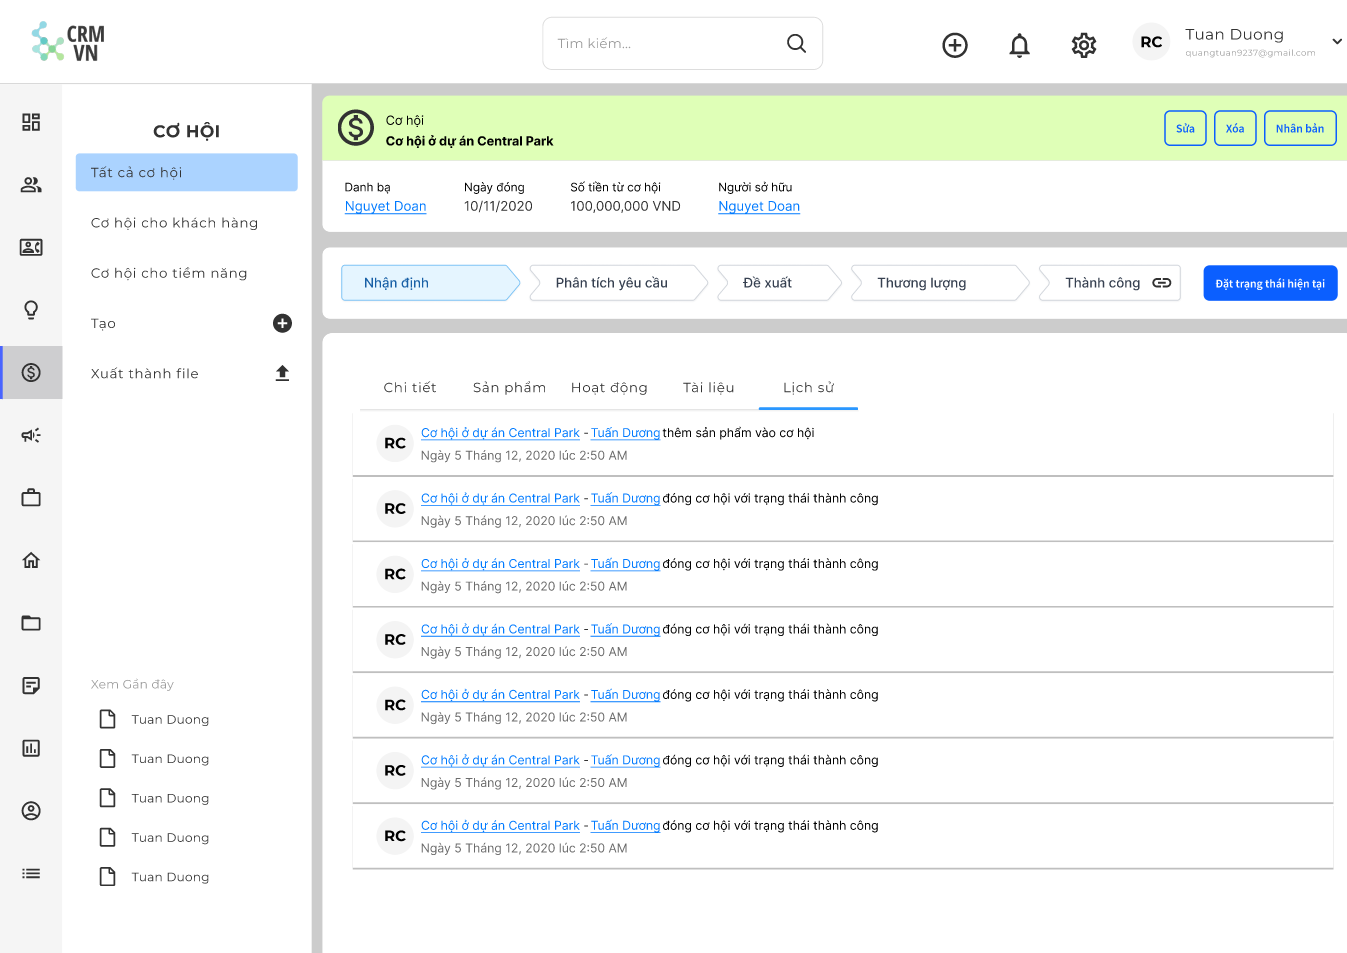 CRM
VN
Tìm kiếm...
RC
Tuan Duong
quangtuan9237@gmail.com
CƠ HỘI
Tất cả cơ hội
Cơ hội cho khách hàng
Cơ hội cho tiềm năng
Tạo
Xuất thành file
Xem Gần đây
Tuan Duong
Tuan Duong
Tuan Duong
Tuan Duong
Tuan Duong
Cơ hội
Cơ hội ở dự án Central Park
Sửa
Xóa
Nhân bản
Danh bạ
Nguyet Doan
Ngày đóng
10/11/2020
Số tiền từ cơ hội
100,000,000 VND
Người sở hữu
Nguyet Doan
Nhận định
Phân tích yêu cầu
Đề xuất
Thương lượng
Thành công
Đặt trạng thái hiện tại
Chi tiết
Sản phẩm
Hoạt động
Tài liệu
Lịch sử
RC
Cơ hội ở dự án Central Park - Tuấn Dương thêm sản phẩm vào cơ hội
Ngày 5 Tháng 12, 2020 lúc 2:50 AM
RC
Cơ hội ở dự án Central Park - Tuấn Dương đóng cơ hội với trạng thái thành công
Ngày 5 Tháng 12, 2020 lúc 2:50 AM
RC
Cơ hội ở dự án Central Park - Tuấn Dương đóng cơ hội với trạng thái thành công
Ngày 5 Tháng 12, 2020 lúc 2:50 AM
RC
Cơ hội ở dự án Central Park - Tuấn Dương đóng cơ hội với trạng thái thành công
Ngày 5 Tháng 12, 2020 lúc 2:50 AM
RC
Cơ hội ở dự án Central Park - Tuấn Dương đóng cơ hội với trạng thái thành công
Ngày 5 Tháng 12, 2020 lúc 2:50 AM
RC
Cơ hội ở dự án Central Park - Tuấn Dương đóng cơ hội với trạng thái thành công
Ngày 5 Tháng 12, 2020 lúc 2:50 AM
RC
Cơ hội ở dự án Central Park - Tuấn Dương đóng cơ hội với trạng thái thành công
Ngày 5 Tháng 12, 2020 lúc 2:50 AM